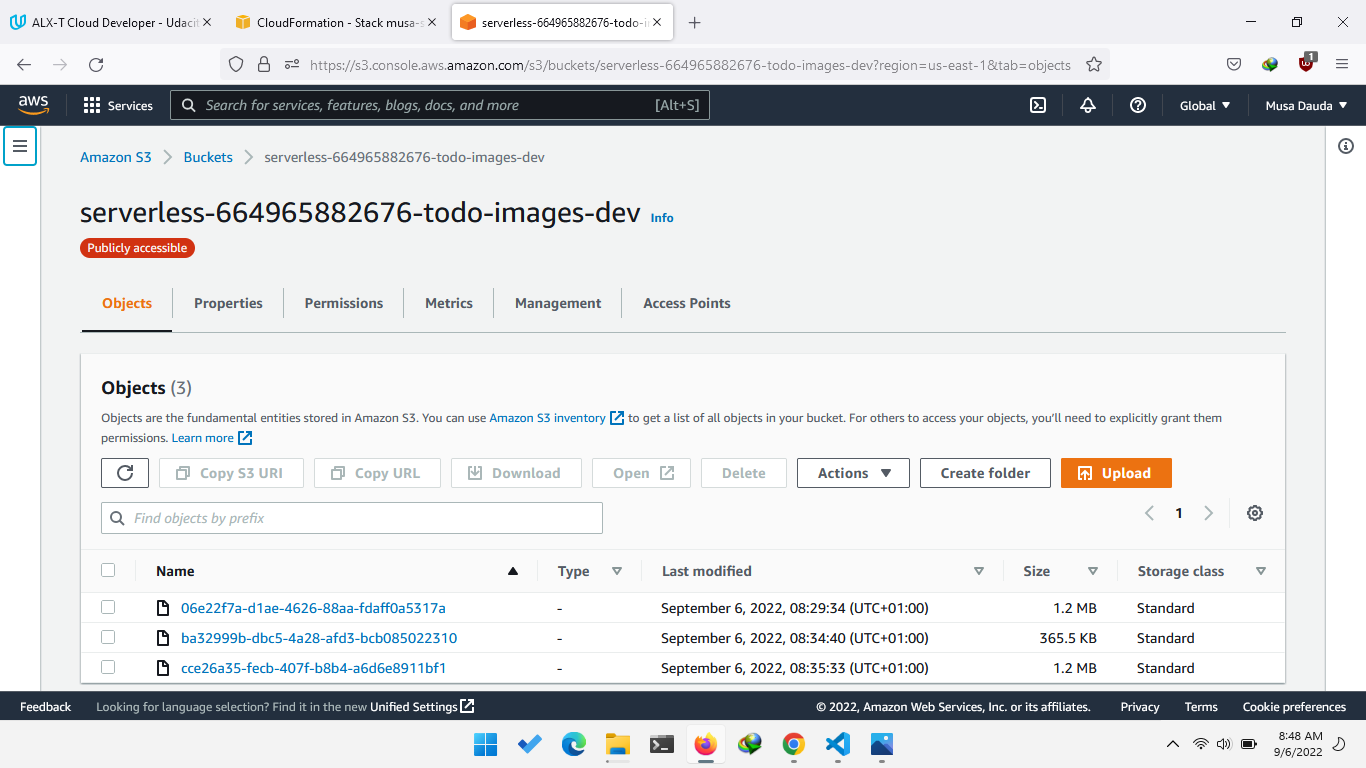 ALX-T Cloud Developer - Udacit
CloudFormation - Stack musa-s
serverless-664965882676-todo-i
https://s3.console.aws.amazon.com/s3/buckets/serverless-664965882676-todo-images-dev?region=us-east-1&tab=objects
1
aws
Services
Search for services, features, blogs, docs, and more
[Alt+S]
Global
Musa Dauda
Amazon S3
Buckets
serverless-664965882676-todo-images-dev
serverless-664965882676-todo-images-dev Info
Publicly accessible
Objects
Properties
Permissions
Metrics
Management
Access Points
Objects (3)
Objects are the fundamental entities stored in Amazon S3. You can use Amazon S3 inventory to get a list of all objects in your bucket. For others to access your objects, you'll need to explicitly grant them
permissions. Learn more
Copy S3 URI
Copy URL
Download
Open
Delete
Actions
Create folder
Upload
Find objects by prefix
1
Name Type Last modified Size Storage class
06e22f7a-d1ae-4626-88aa-fdaff0a5317a - September 6, 2022, 08:29:34 (UTC+01:00) 1.2 MB Standard
ba32999b-dbc5-4a28-afd3-bcb085022310 - September 6, 2022, 08:34:40 (UTC+01:00) 365.5 KB Standard
cce26a35-fecb-407f-b8b4-a6d6e8911bf1 - September 6, 2022, 08:35:33 (UTC+01:00) 1.2 MB Standard
Feedback
Looking for language selection? Find it in the new Unified Settings
© 2022, Amazon Web Services, Inc. or its affiliates.
Privacy
Terms
Cookie preferences
8:48 AM
9/6/2022